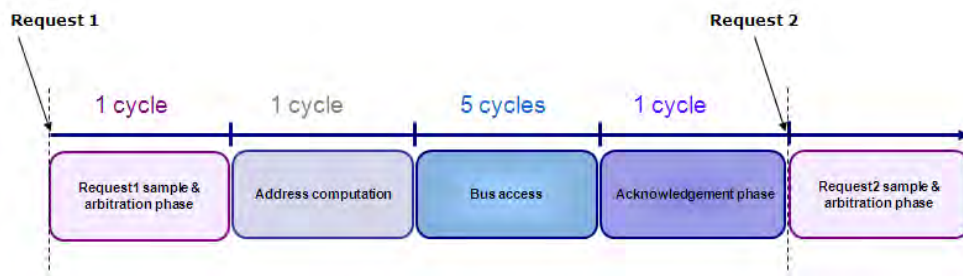 Request 1
Request 2
1 cycle
1 cycle
5 cycles
1 cycle
Request1 sample &
arbitration phase
Address computation
Bus access
Acknowledgement phase
Request2 sample &
arbitration phase